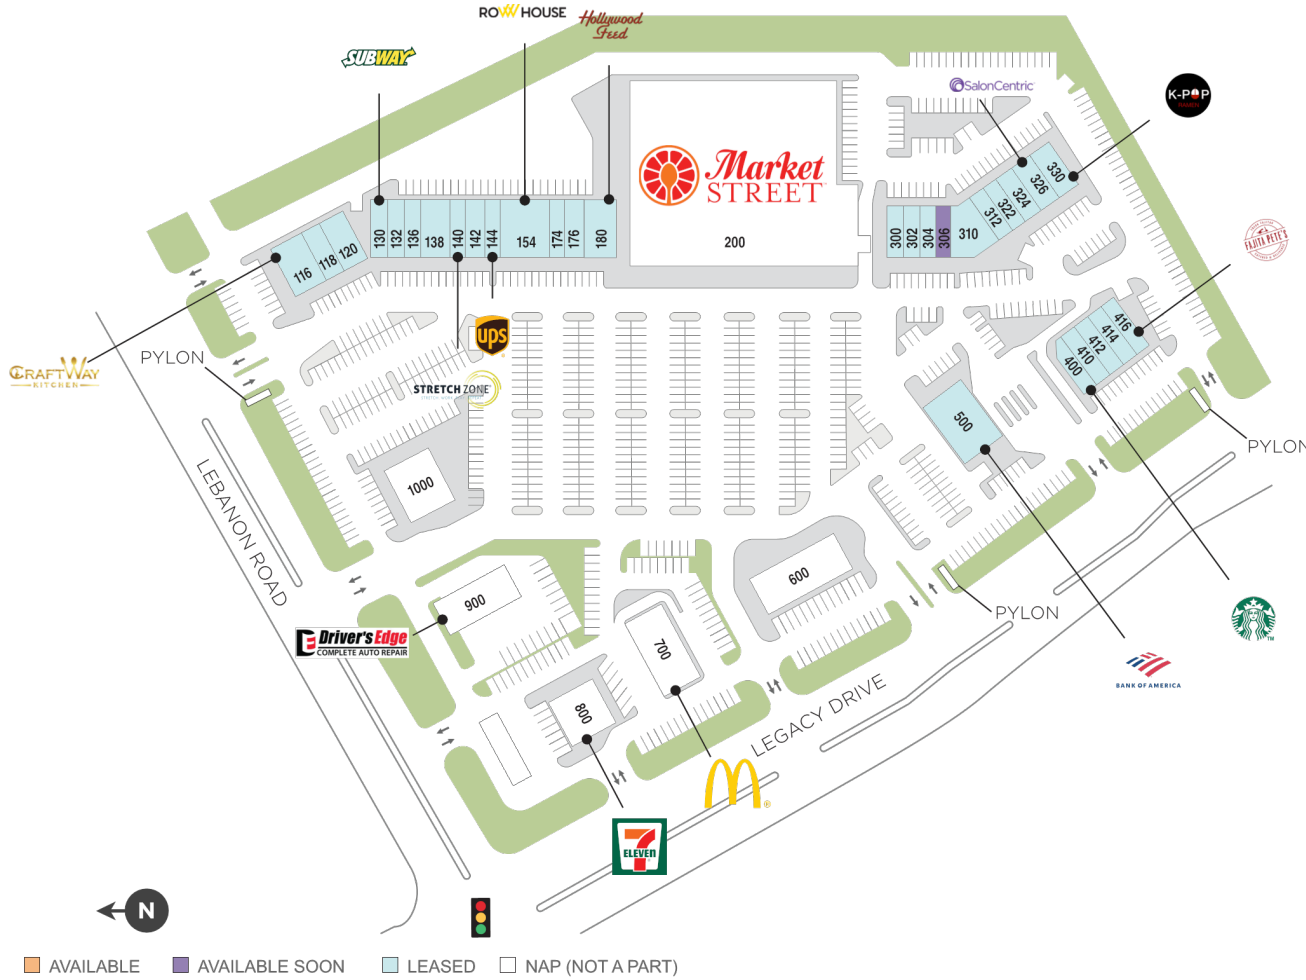 ROW HOUSE
Hollywood
Feed
SUBWAY
SalonCentric
K-POP
RAMEN
Market
STREET
200
130
132
136
138
140
142
144
154
174
176
180
116
118
120
300
302
304
306
310
312
322
324
326
330
FAJITA PETE'S
416
414
412
410
400
500
ups
STRETCH ZONE
CRAFTWAY
KITCHEN
PYLON
PYLON
PYLON
LEBANON ROAD
1000
900
600
700
800
Driver's Edge
COMPLETE AUTO REPAIR
BANK OF AMERICA
LEGACY DRIVE
7
ELEVEN
N
AVAILABLE
AVAILABLE SOON
LEASED
NAP (NOT A PART)